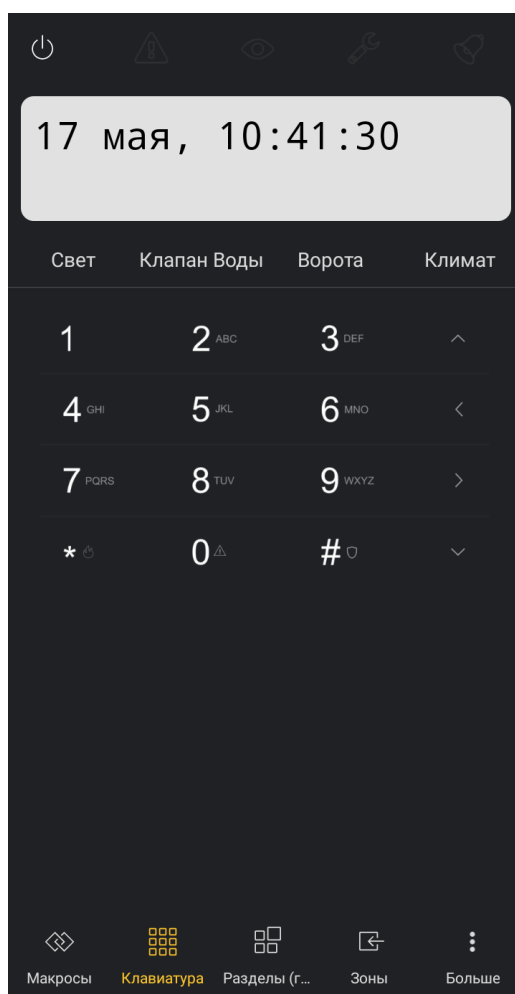 17 мая, 10:41:30
Свет Клапан Воды Ворота Климат
1 2 ABC 3 DEF
4 GHI 5 JKL 6 MNO
7 PQRS 8 TUV 9 WXYZ
* 0 #
Макросы Клавиатура Разделы (г... Зоны Больше